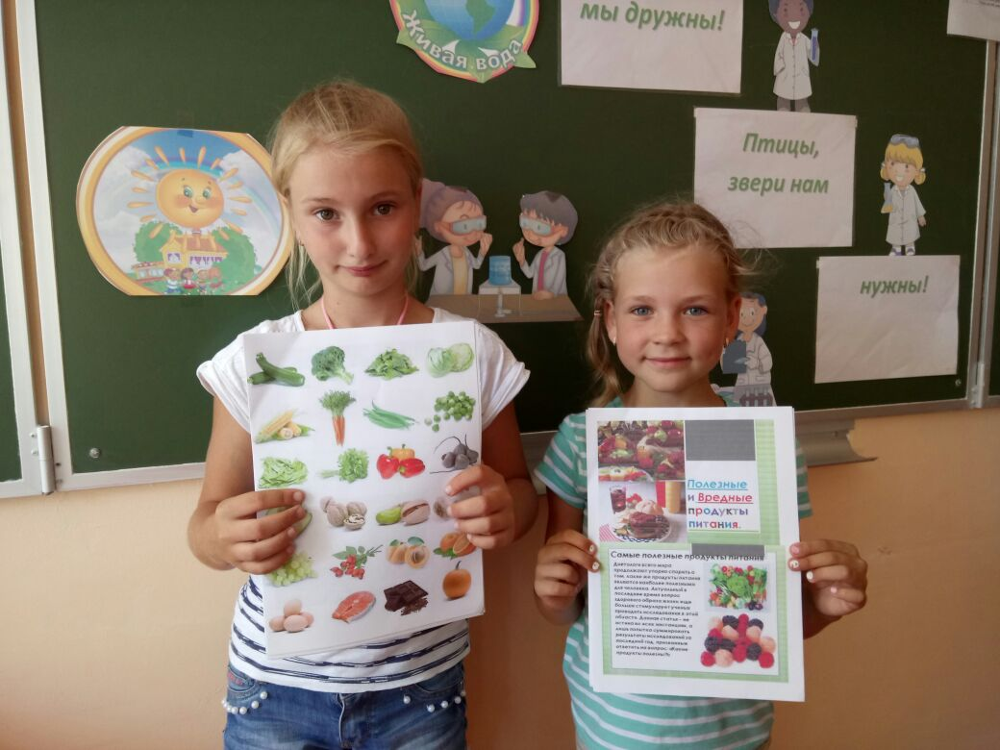 Живая вода
мы дружны!
Птицы,
звери нам
нужны!
Полезные
и Вредные
продукты
питания.
Самые полезные продукты питания
Диетологи всего мира
продолжают упорно спорить о
том, какие же продукты питания
являются наиболее полезными
для человека. Актуальный в
последнее время вопрос
здорового образа жизни еще
больше стимулирует ученых
проводить исследования в этой
области. Данная статья – не
истина во всех инстанциях, а
лишь попытка суммировать
результаты исследований за
последний год, призванные
ответить на вопрос: «Какие
продукты полезны?»